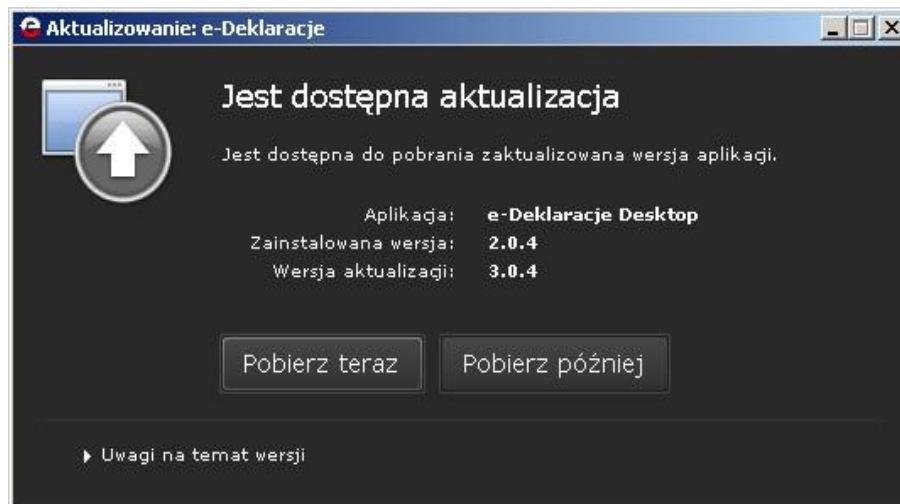 Aktualizowanie: e-Deklaracje
Jest dostępna aktualizacja
Jest dostępna do pobrania zaktualizowana wersja aplikacji.
Aplikacja: e-Deklaracje Desktop
Zainstalowana wersja: 2.0.4
Wersja aktualizacji: 3.0.4
Pobierz teraz Pobierz później
Uwagi na temat wersji